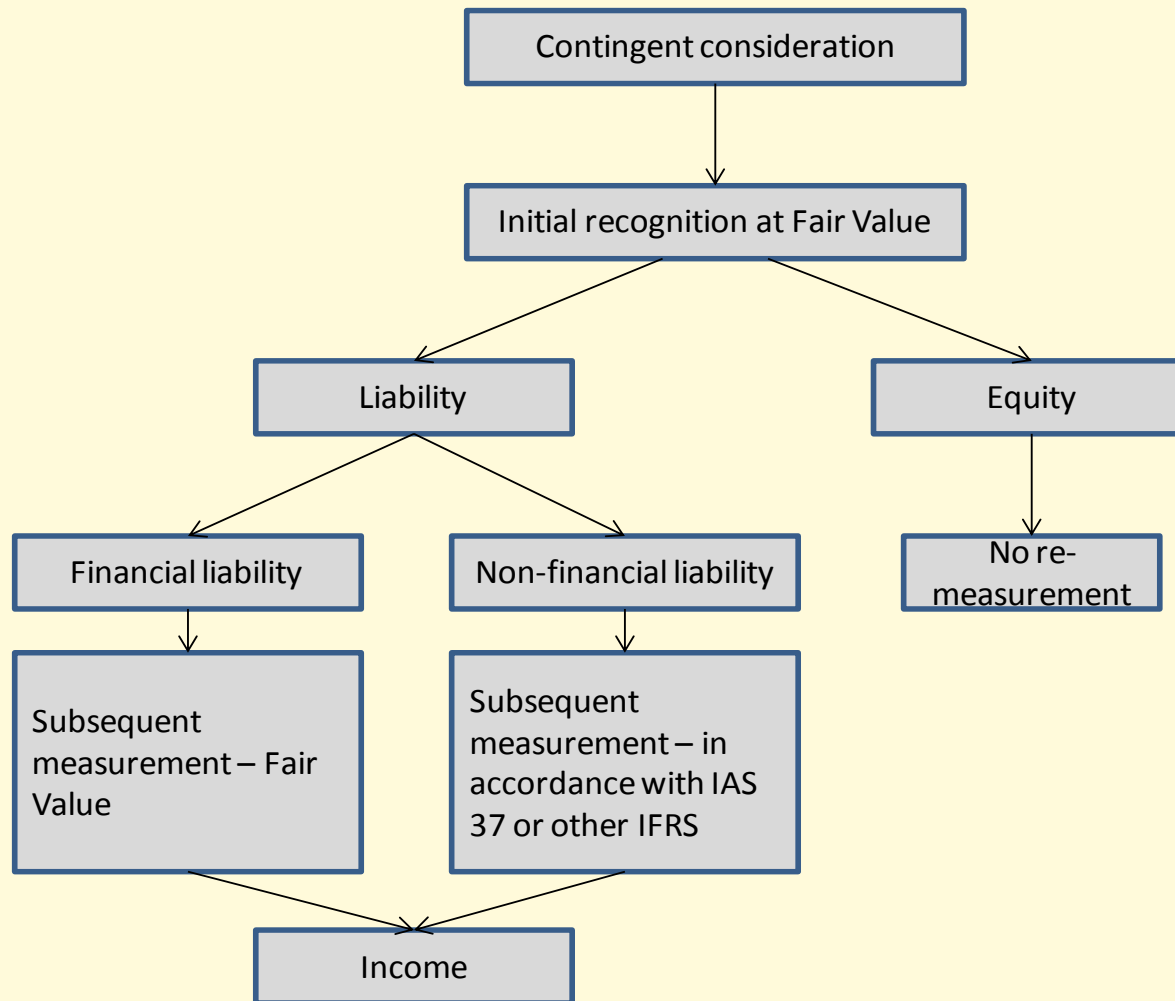 Contingent consideration
Initial recognition at Fair Value
Liability
Equity
Financial liability
Non-financial liability
No re-
measurement
Subsequent
measurement – Fair
Value
Subsequent
measurement – in
accordance with IAS
37 or other IFRS
Income